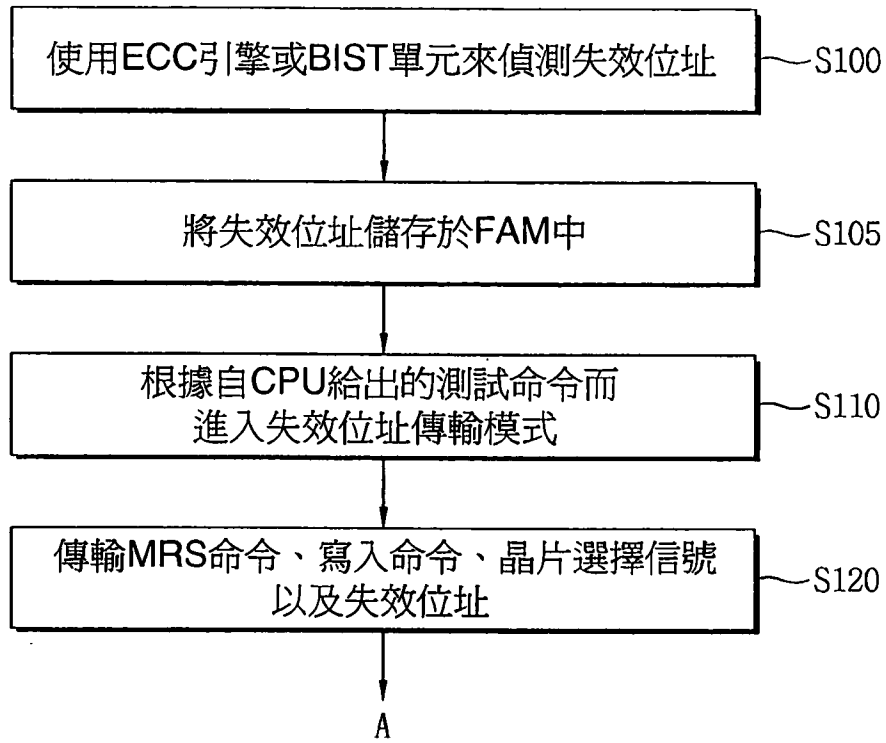 使用ECC引擎或BIST單元來偵測失效位址
S100
將失效位址儲存於FAM中
S105
根據自CPU給出的測試命令而
進入失效位址傳輸模式
S110
傳輸MRS命令、寫入命令、晶片選擇信號
以及失效位址
S120
A